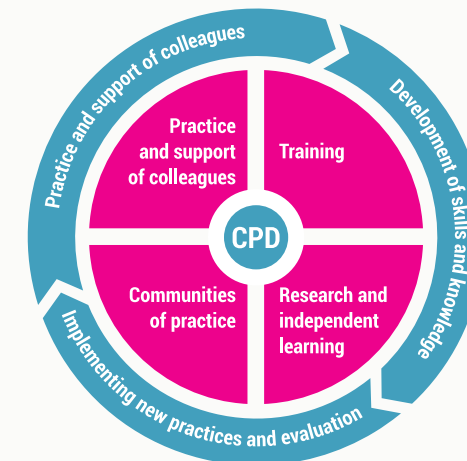 Practice and support of colleagues
Development of skills and knowledge
Implementing new practices and evaluation
Practice
and support
of colleagues
Training
CPD
Communities
of practice
Research and
independent
learning